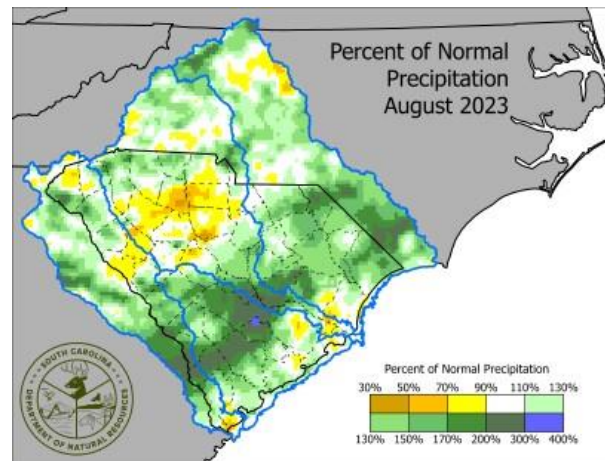 Percent of Normal
Precipitation
August 2023
Percent of Normal Precipitation
30% 50% 70% 90% 110% 130%
130% 150% 170% 200% 300% 400%
SOUTH CAROLINA
DEPARTMENT OF NATURAL RESOURCES